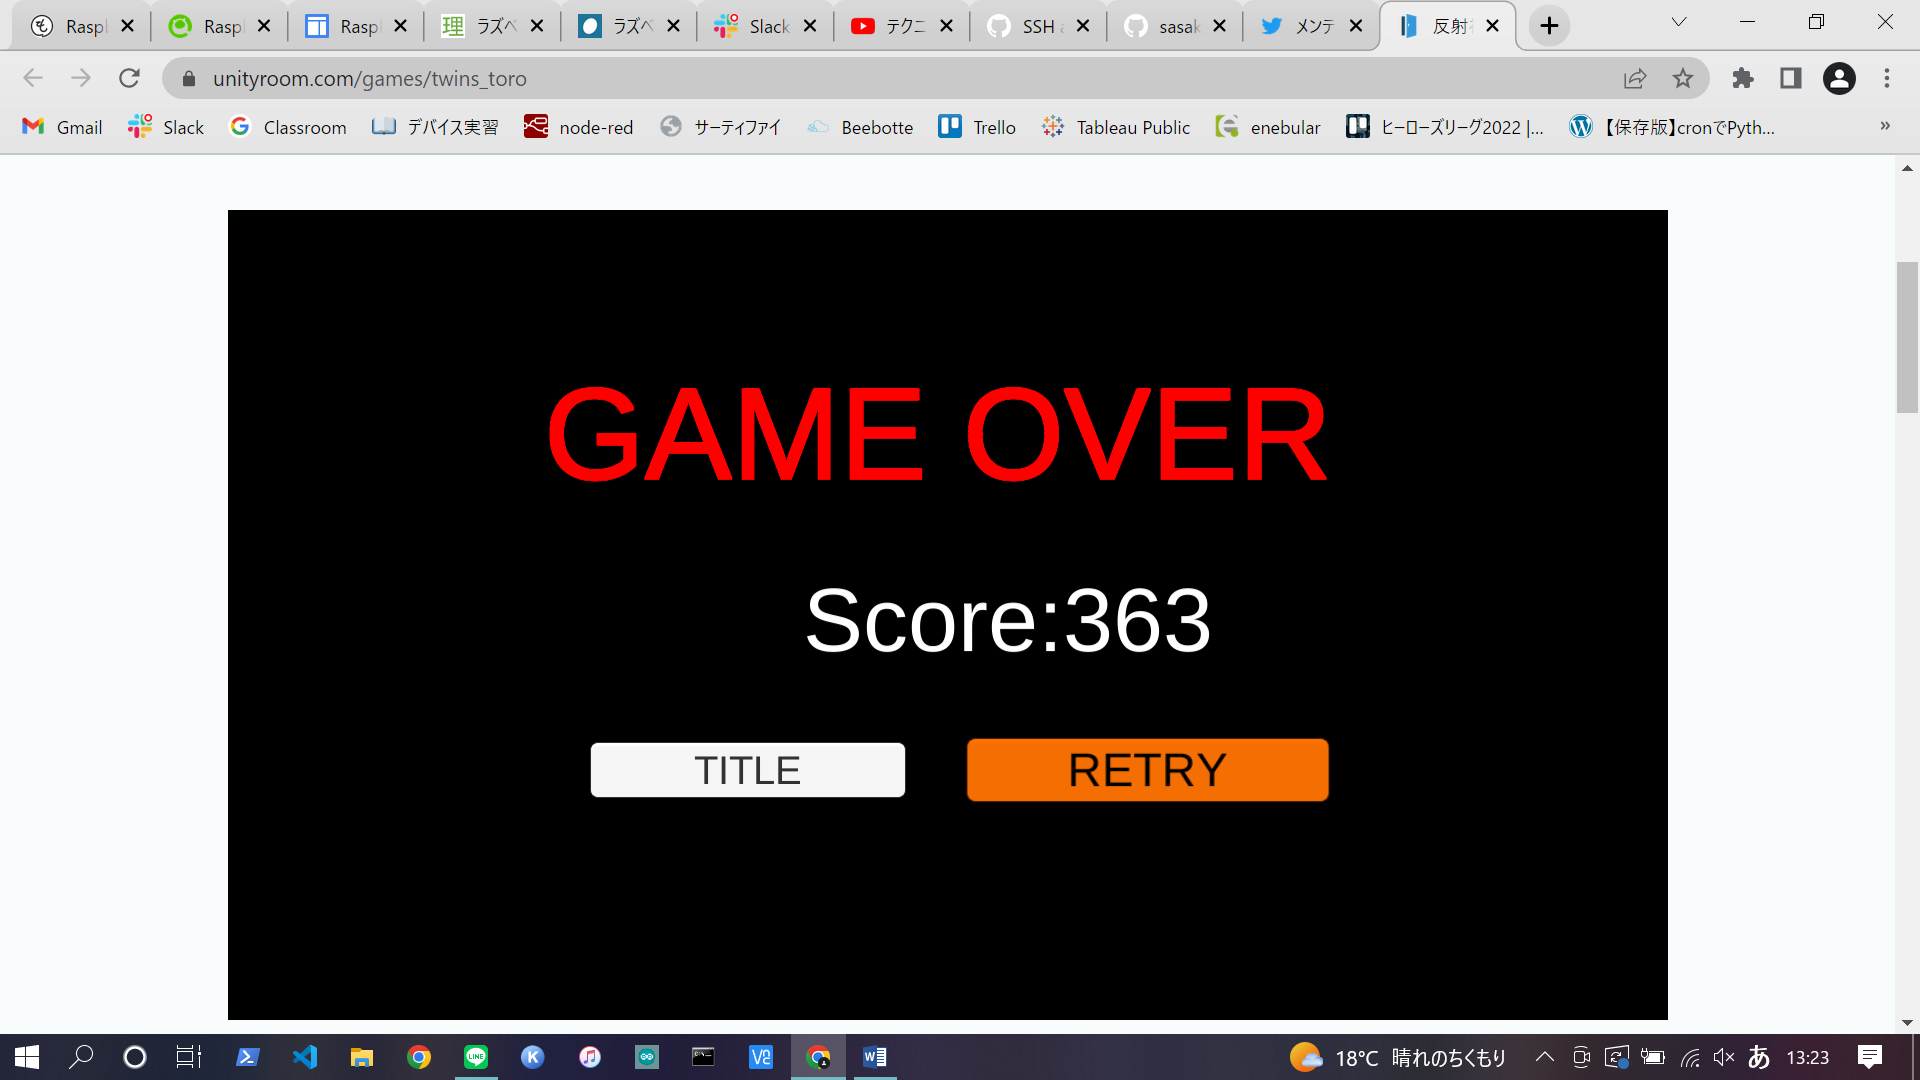 Rasp
Rasp
Rasp
ラズベ
ラズベ
Slack
テクニ
SSH a
sasak
メンテ
反射
unityroom.com/games/twins_toro
Gmail
Slack
Classroom
デバイス実習
node-red
サーティファイ
Beebotte
Trello
Tableau Public
enebular
ヒーローズリーグ2022 |...
【保存版】cronでPyth...
»
GAME OVER
Score:363
TITLE
RETRY
18°C 晴れのちくもり
あ
13:23